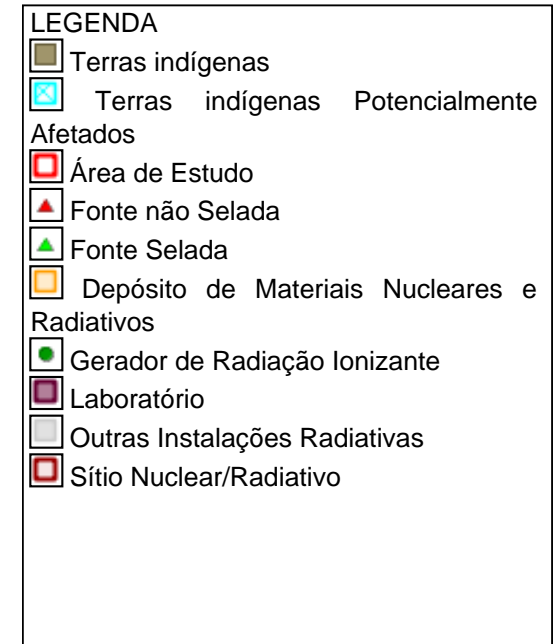 LEGENDA
Terras indígenas
Terras indígenas Potencialmente
Afetados
Área de Estudo
Fonte não Selada
Fonte Selada
Depósito de Materiais Nucleares e
Radiativos
Gerador de Radiação Ionizante
Laboratório
Outras Instalações Radiativas
Sítio Nuclear/Radiativo